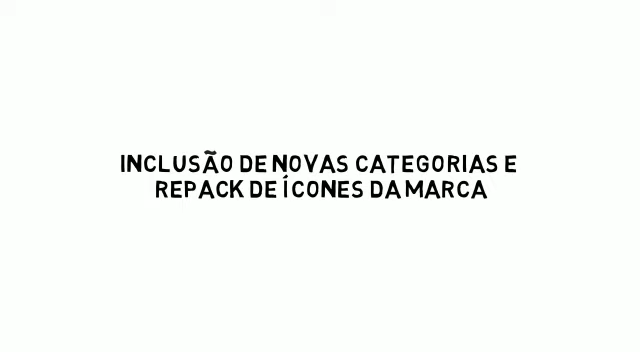 INCLUSÃO DE NOVAS CATEGORIAS E
REPACK DE ÍCONES DA MARCA